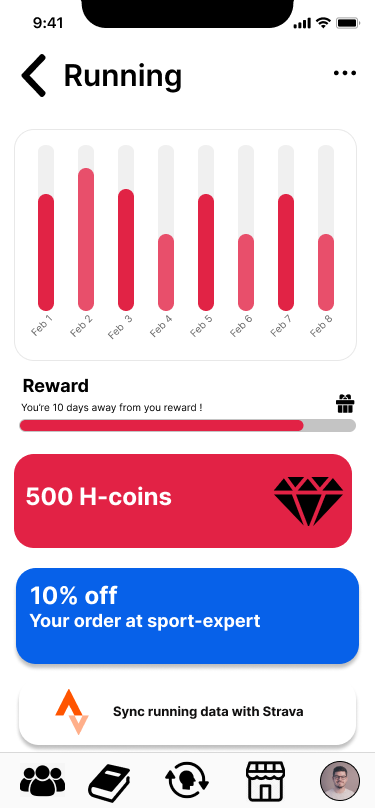 9:41
Running
Feb 1
Feb 2
Feb 3
Feb 4
Feb 5
Feb 6
Feb 7
Feb 8
Reward
You're 10 days away from you reward !
500 H-coins
10% off
Your order at sport-expert
Sync running data with Strava